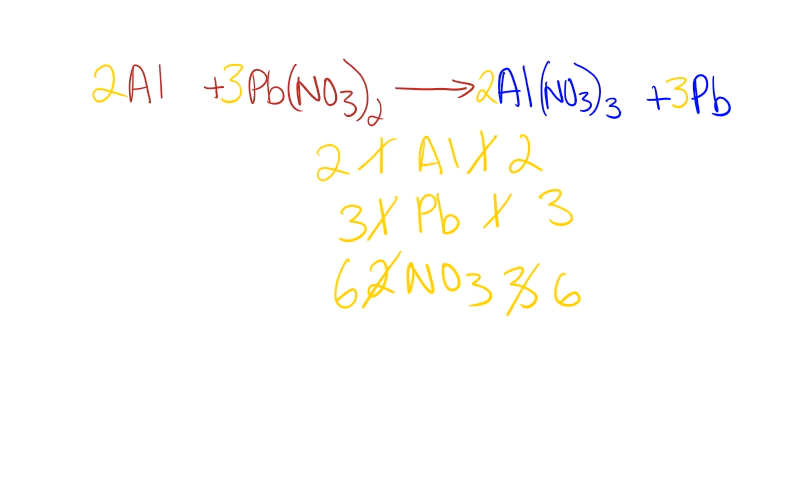 2Al +3Pb(NO3)2 → 2Al(NO3)3 +3Pb
2 1 Al 1 2
3 1 Pb 1 3
6 2 NO3 3 6